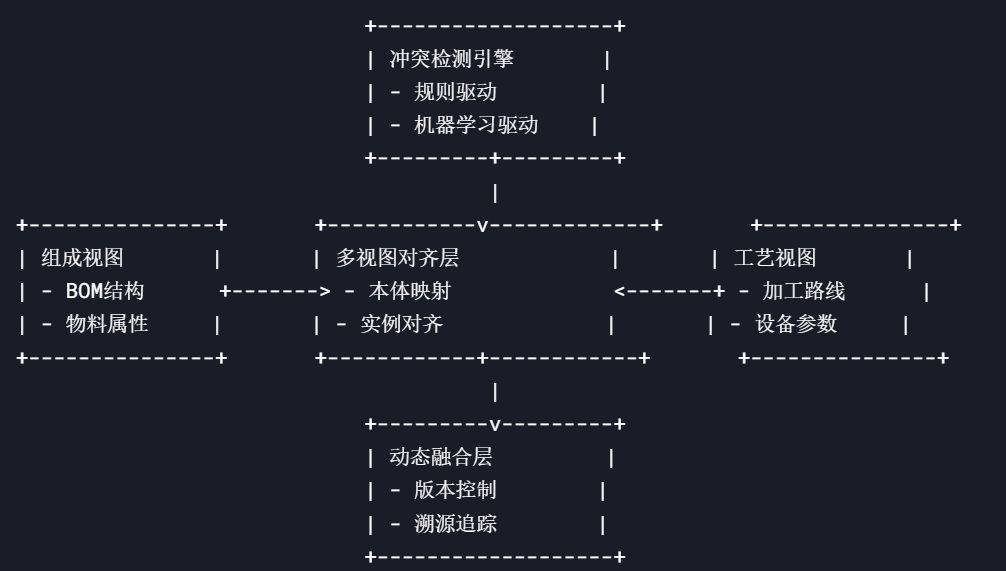 +-------------------+
| 冲突检测引擎       |
| - 规则驱动        |
| - 机器学习驱动    |
+---------+---------+
|
+---------------+       +------------v-------------+       +---------------+
| 组成视图       |       | 多视图对齐层            |       | 工艺视图       |
| - BOM结构      +-------> - 本体映射             <-------+ - 加工路线      |
| - 物料属性     |       | - 实例对齐             |       | - 设备参数     |
+---------------+       +------------+------------+       +---------------+
|
+---------v---------+
| 动态融合层         |
| - 版本控制        |
| - 溯源追踪        |
+-------------------+